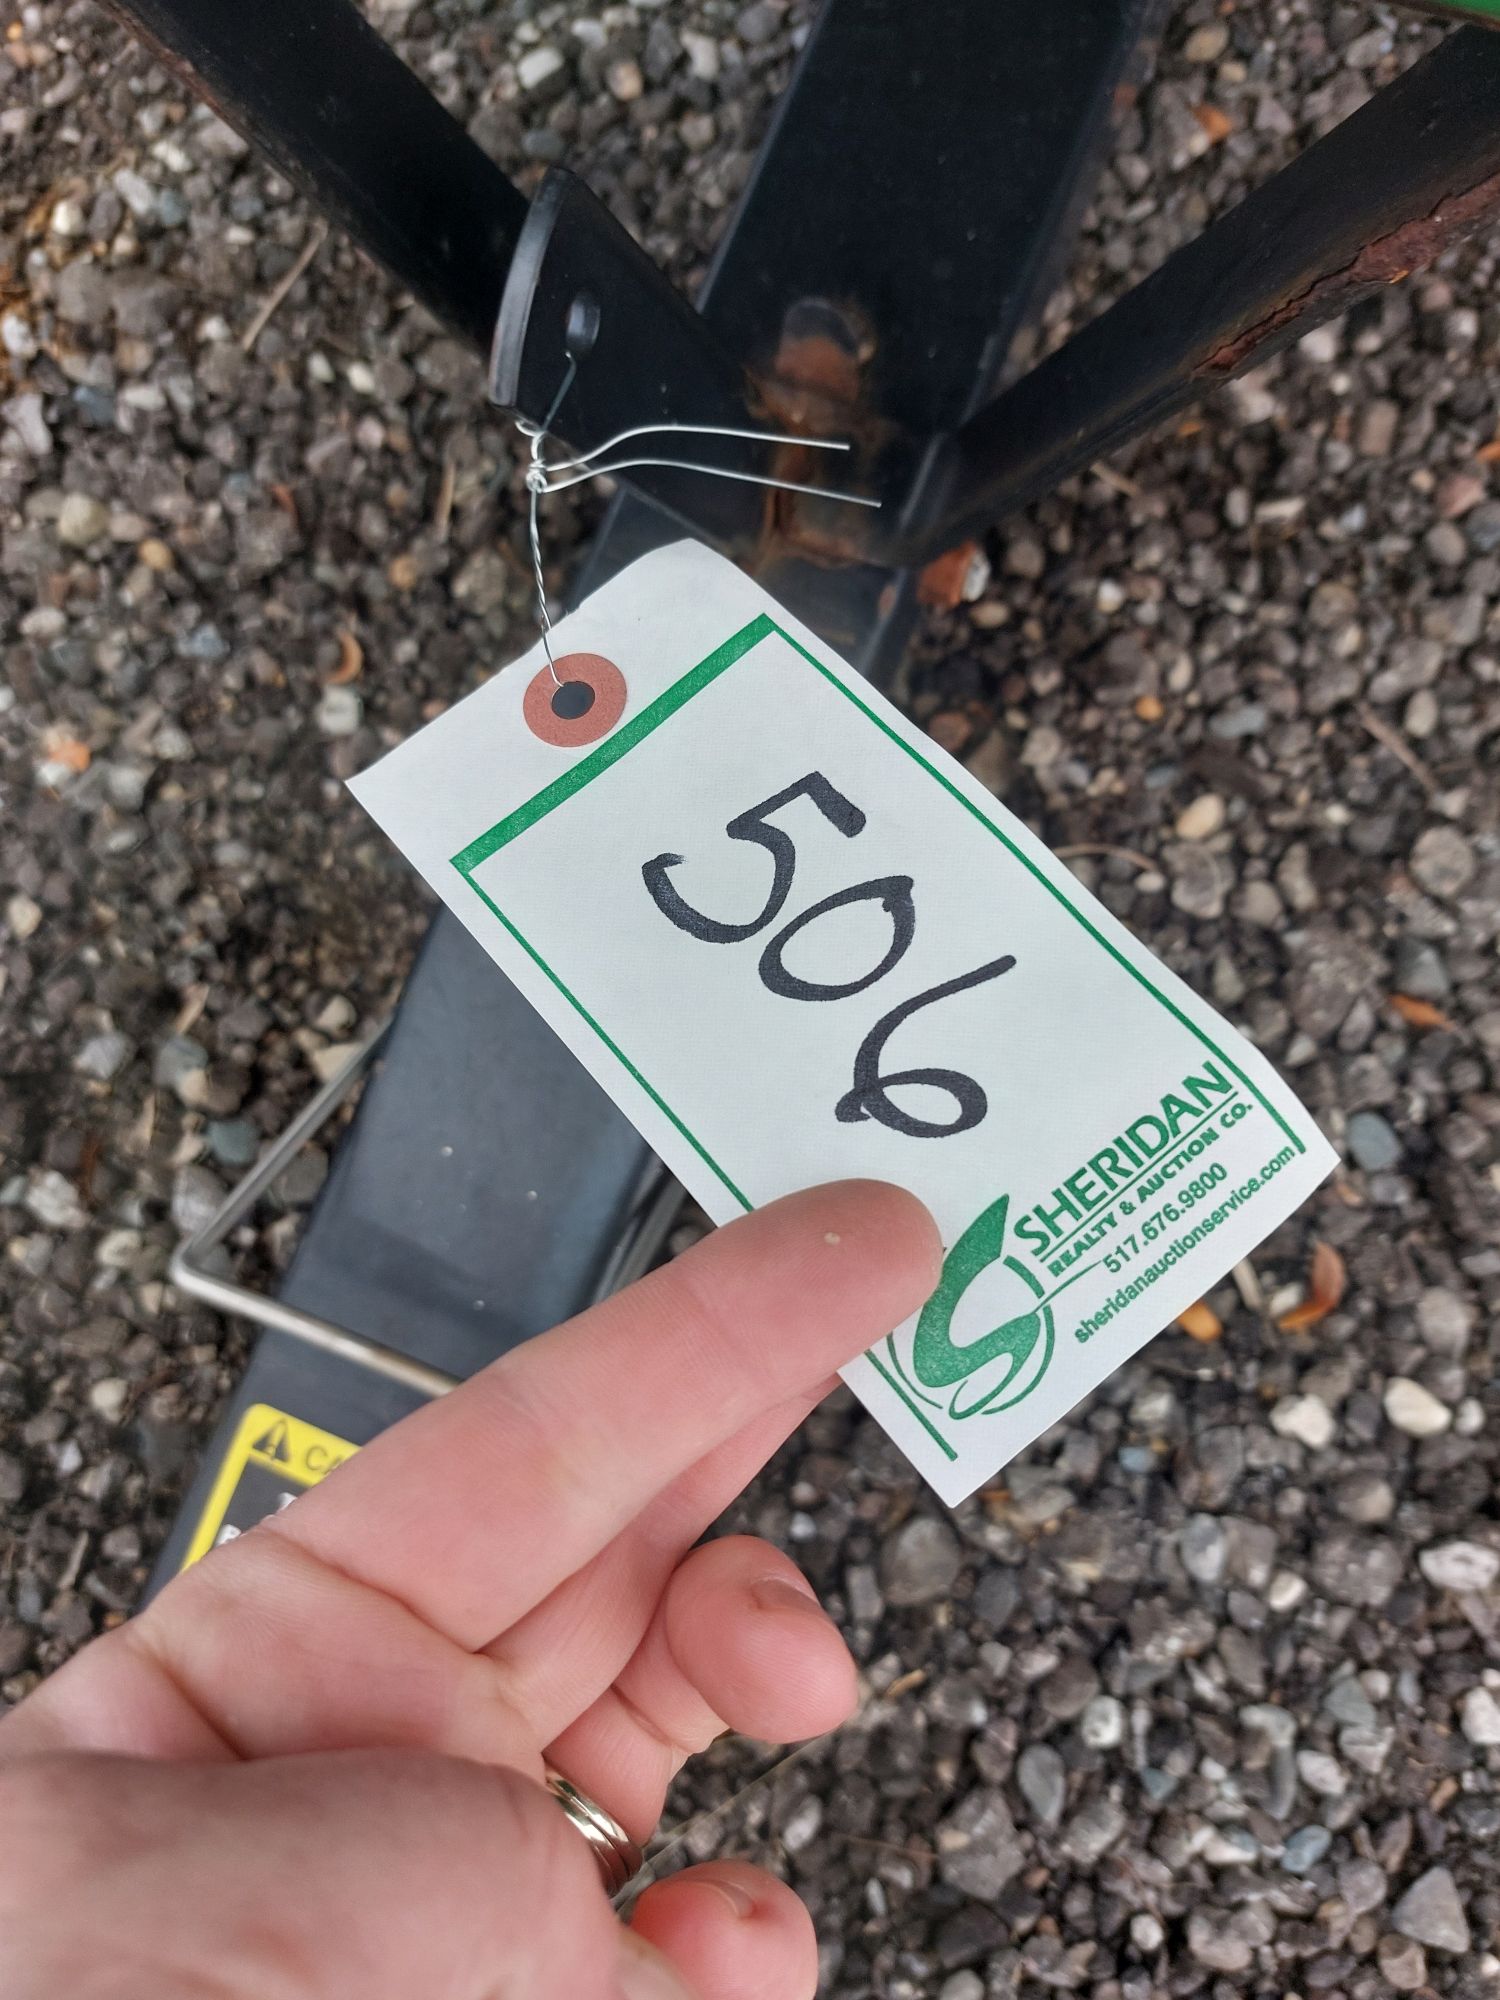 506
SHERIDAN
REALTY & AUCTION CO.
517.676.9800
sheridanauctionservice.com